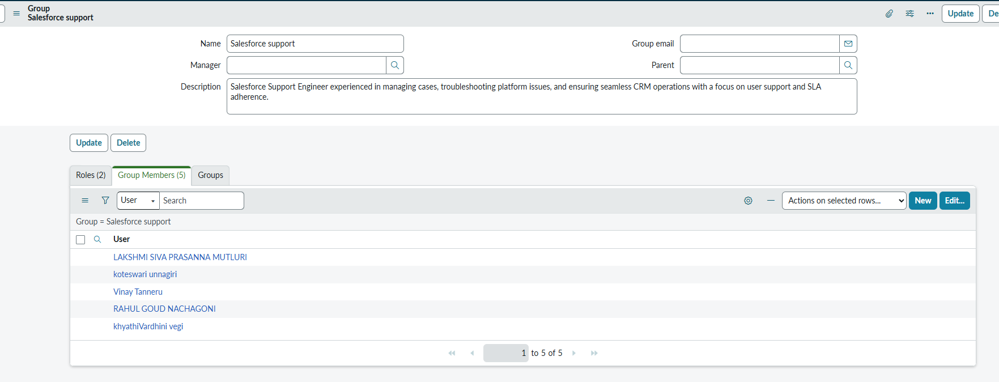 Group
Salesforce support
Update
De
Name
Salesforce support
Group email
Manager
Parent
Description
Salesforce Support Engineer experienced in managing cases, troubleshooting platform issues, and ensuring seamless CRM operations with a focus on user support and SLA
adherence.
Update
Delete
Roles (2)
Group Members (5)
Groups
User
Search
Actions on selected rows...
New
Edit...
Group = Salesforce support
User
LAKSHMI SIVA PRASANNA MUTLURI
koteswari unnagiri
Vinay Tanneru
RAHUL GOUD NACHAGONI
khyathiVardhini vegi
1 to 5 of 5